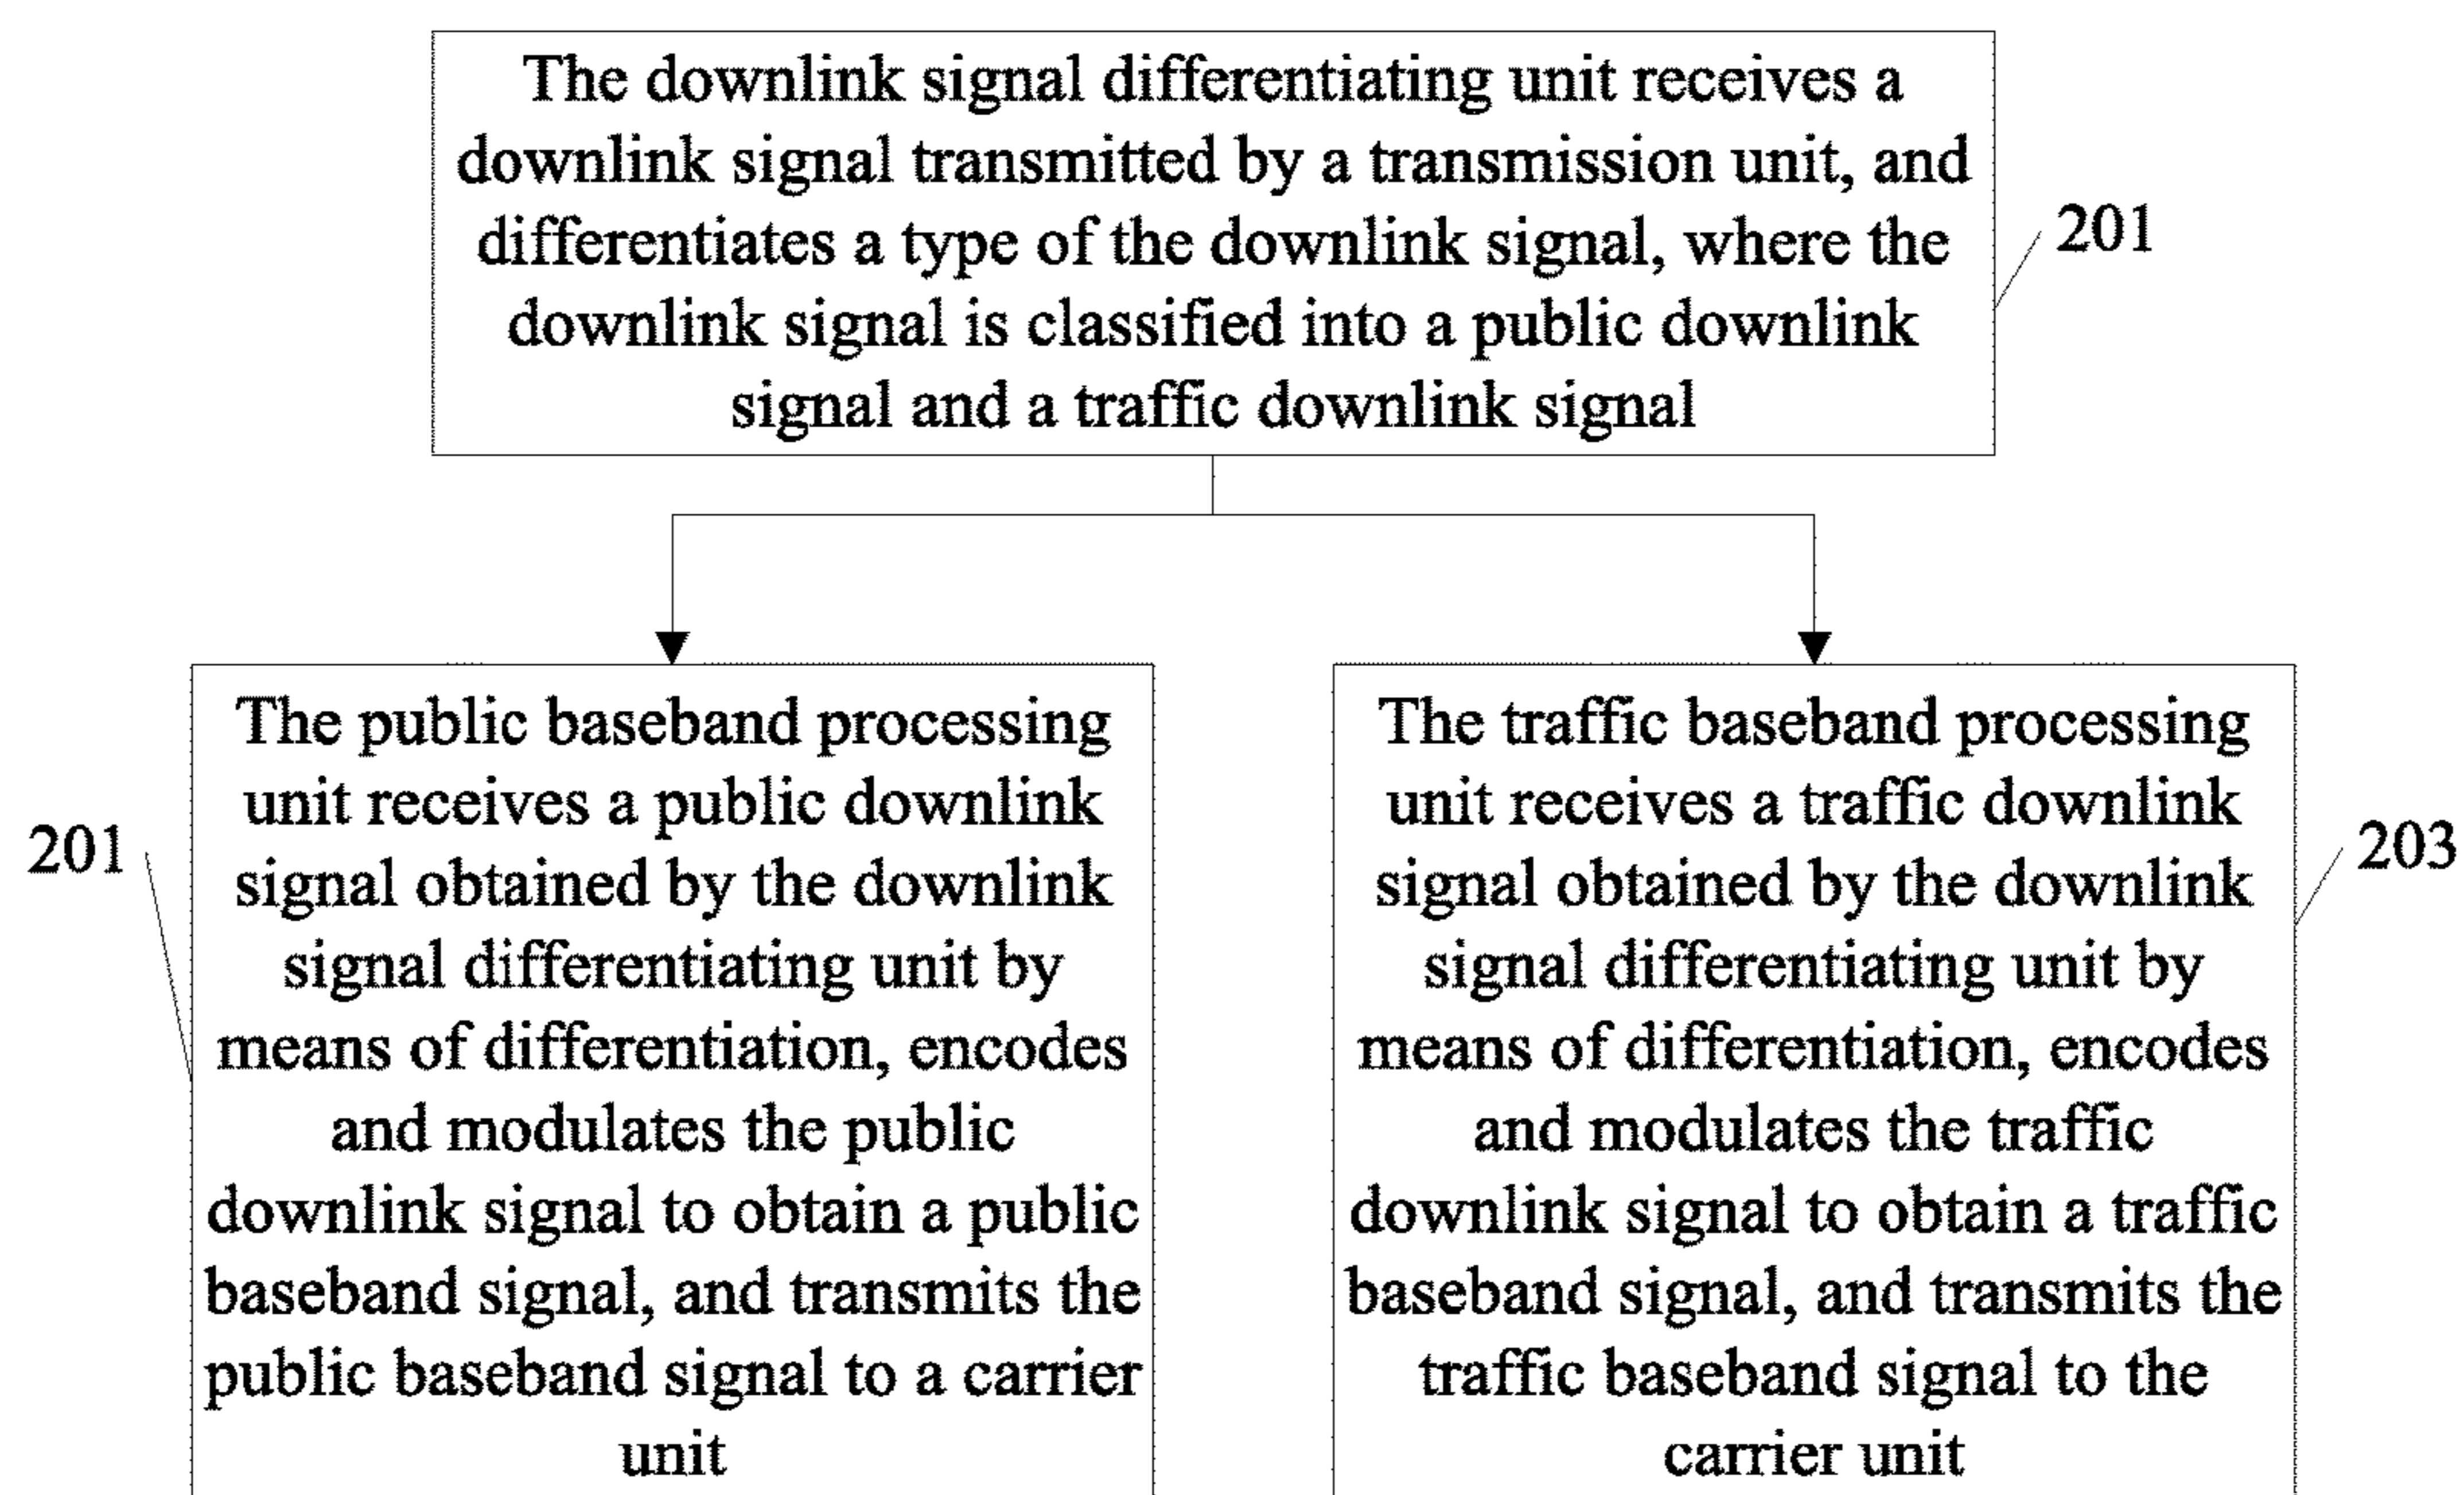 The downlink signal differentiating unit receives a
downlink signal transmitted by a transmission unit, and
differentiates a type of the downlink signal, where the
downlink signal is classified into a public downlink
signal and a traffic downlink signal
201
The public baseband processing
unit receives a public downlink
signal obtained by the downlink
signal differentiating unit by
means of differentiation, encodes
and modulates the public
downlink signal to obtain a public
baseband signal, and transmits the
public baseband signal to a carrier
unit
201
The traffic baseband processing
unit receives a traffic downlink
signal obtained by the downlink
signal differentiating unit by
means of differentiation, encodes
and modulates the traffic
downlink signal to obtain a traffic
baseband signal, and transmits the
traffic baseband signal to the
carrier unit
203